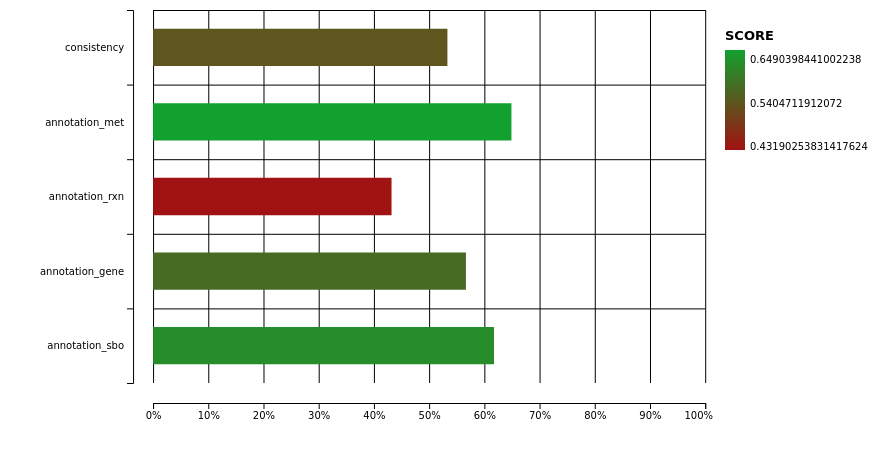 consistency
annotation_met
annotation_rxn
annotation_gene
annotation_sbo
0% 10% 20% 30% 40% 50% 60% 70% 80% 90% 100%
SCORE
0.6490398441002238
0.5404711912072
0.43190253831417624